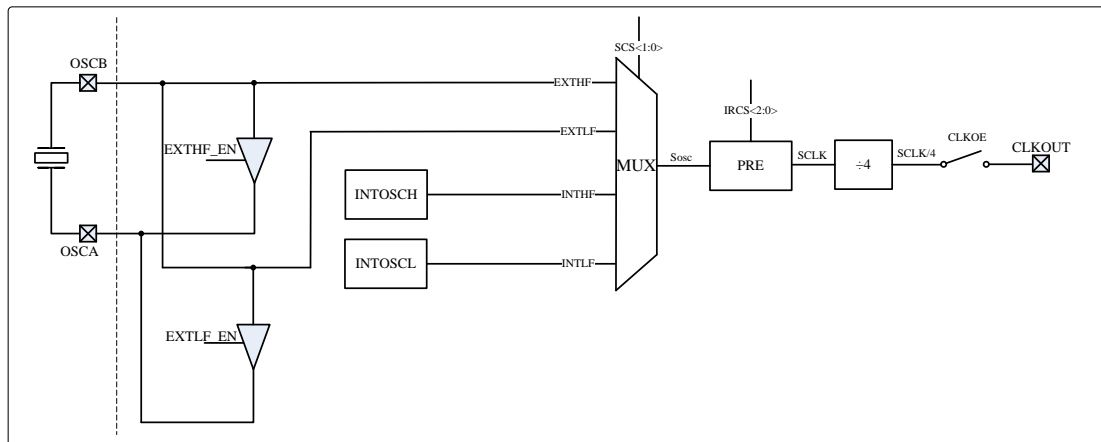 SCS<1:0>
OSCB
EXTHF
IRCS<2:0>
EXTLF
EXTHF_EN
CLKOE
CLKOUT
MUX
Sosc
PRE
SCLK
÷4
SCLK/4
INTOSCH
INTHF
OSCA
INTOSCL
INTLF
EXTLF_EN